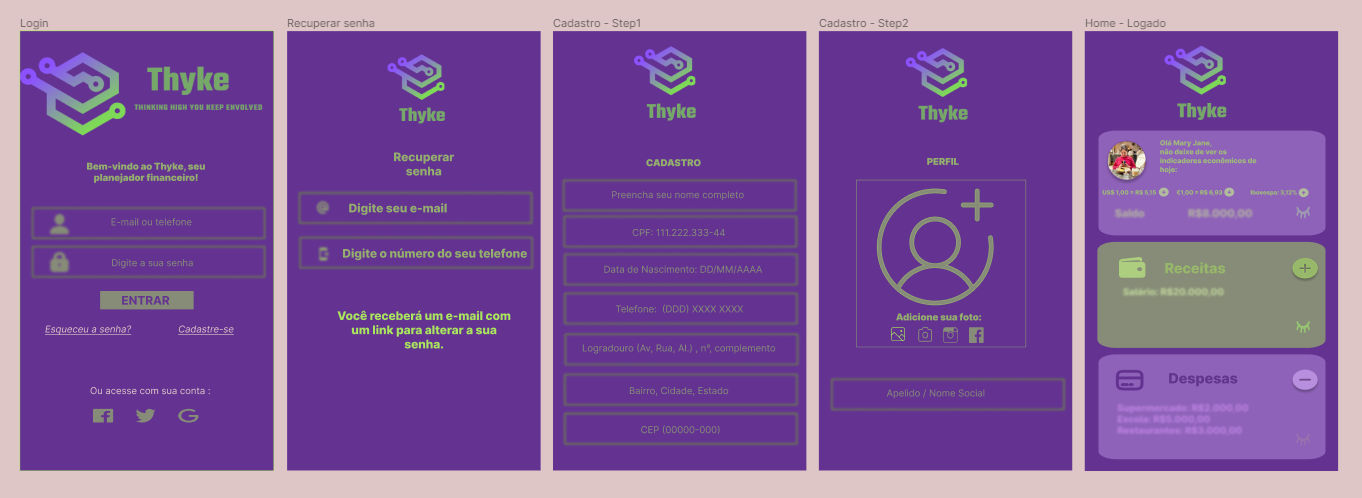 Login
Thyke
THINKING HIGH YOU KEEP ENVOLVED
Bem-vindo ao Thyke, seu
planejador financeiro!
E-mail ou telefone
Digite a sua senha
ENTRAR
Esqueceu a senha?
Cadastre-se
Ou acesse com sua conta :
Recuperar senha
Thyke
Recuperar
senha
Digite seu e-mail
Digite o número do seu telefone
Você receberá um e-mail com
um link para alterar a sua
senha.
Cadastro - Step1
Thyke
CADASTRO
Preencha seu nome completo
CPF: 111.222.333-44
Data de Nascimento: DD/MM/AAAA
Telefone: (DDD) XXXX XXXX
Logradouro (Av, Rua, Al.) , n°, complemento
Bairro, Cidade, Estado
CEP (00000-000)
Cadastro - Step2
Thyke
PERFIL
Adicione sua foto:
Apelido / Nome Social
Home - Logado
Thyke
Olá Mary Jane,
não deixe de ver os
indicadores econômicos de
hoje:
US$ 1,00 = R$ 5,15
€1,00 = R$ 6,63
Ibovespa: 3,12%
Saldo
R$8.000,00
Receitas
Salário: R$20.000,00
Despesas
Supermercado: R$2.000,00
Escola: R$5.000,00
Restaurantes: R$3.000,00